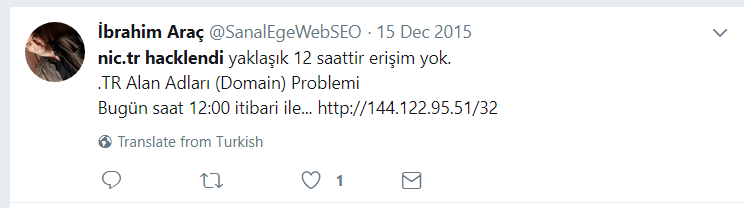 İbrahim Araç @SanalEgeWebSEO · 15 Dec 2015
nic.tr hacklendi yaklaşık 12 saattir erişim yok.
.TR Alan Adları (Domain) Problemi
Bugün saat 12:00 itibari ile... http://144.122.95.51/32
Translate from Turkish
1